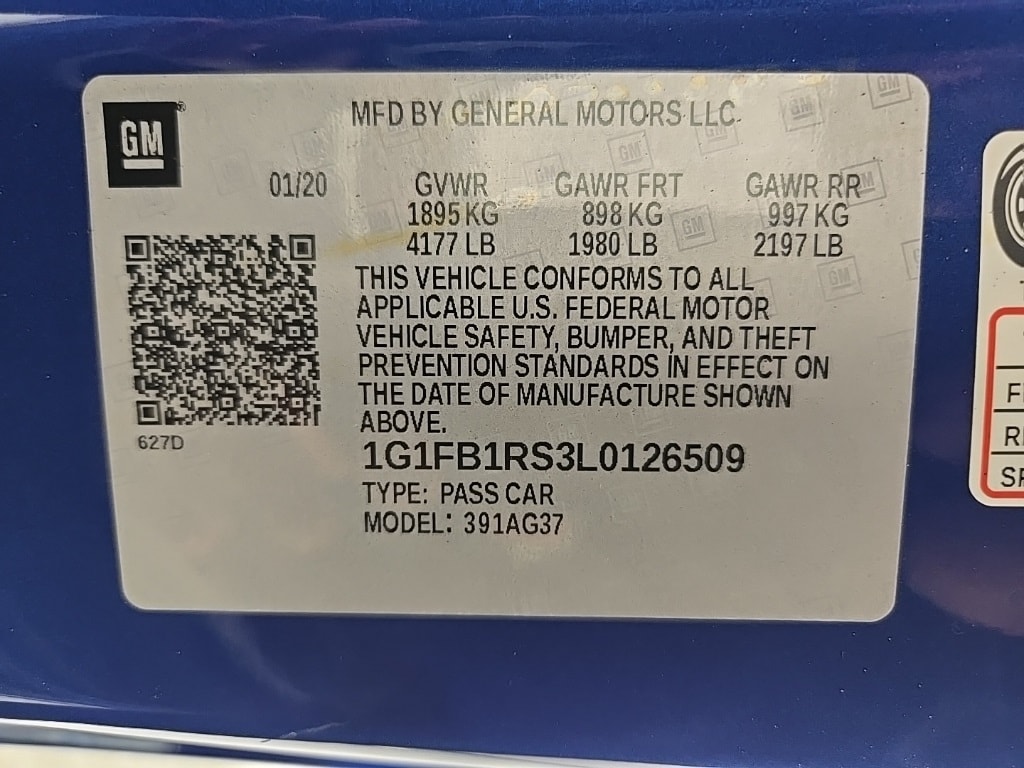 GM
MFD BY GENERAL MOTORS LLC
01/20 GVWR GAWR FRT GAWR RR
1895 KG 898 KG 997 KG
4177 LB 1980 LB 2197 LB
THIS VEHICLE CONFORMS TO ALL
APPLICABLE U.S. FEDERAL MOTOR
VEHICLE SAFETY, BUMPER, AND THEFT
PREVENTION STANDARDS IN EFFECT ON
THE DATE OF MANUFACTURE SHOWN
ABOVE.
627D
1G1FB1RS3L0126509
TYPE: PASS CAR
MODEL: 391AG37